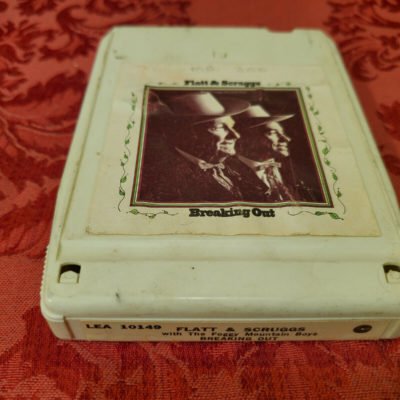 Flatt & Scruggs
Breaking Out
LEA 10149 FLATT & SCRUGGS
with The Foggy Mountain Boys
BREAKING OUT